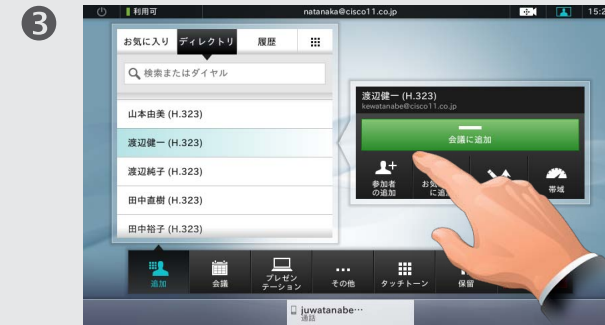 3
利用可
natanaka@cisco11.co.jp
15:2
お気に入り
ディレクトリ
履歴
検索またはダイヤル
山本由美 (H.323)
渡辺健一 (H.323)
渡辺純子 (H.323)
田中直樹 (H.323)
田中裕子 (H.323)
渡辺健一 (H.323)
kewatanabe@cisco11.co.jp
会議に追加
参加者
の追加
お気
に追
帯域
追加
会議
プレゼン
テーション
その他
タッチトーン
保留
juwatanabe…
通話